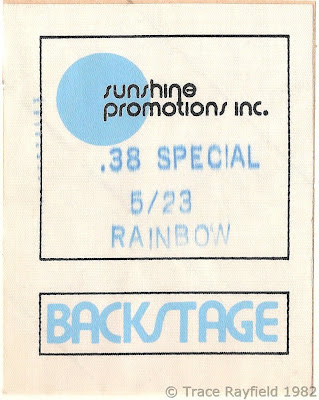 sunshine
promotions inc.
.38 SPECIAL
5/23
RAINBOW
BACKSTAGE
© Trace Rayfield 1982